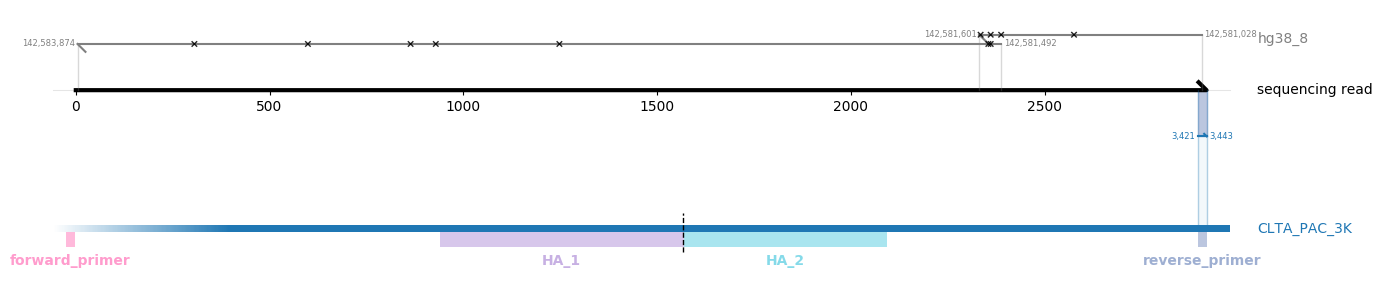 142,581,601 142,581,028 hg38_8
142,583,874 142,581,492
sequencing read
0 500 1000 1500 2000 2500
3,421 3,443
CLTA_PAC_3K
forward_primer HA_1 HA_2 reverse_primer